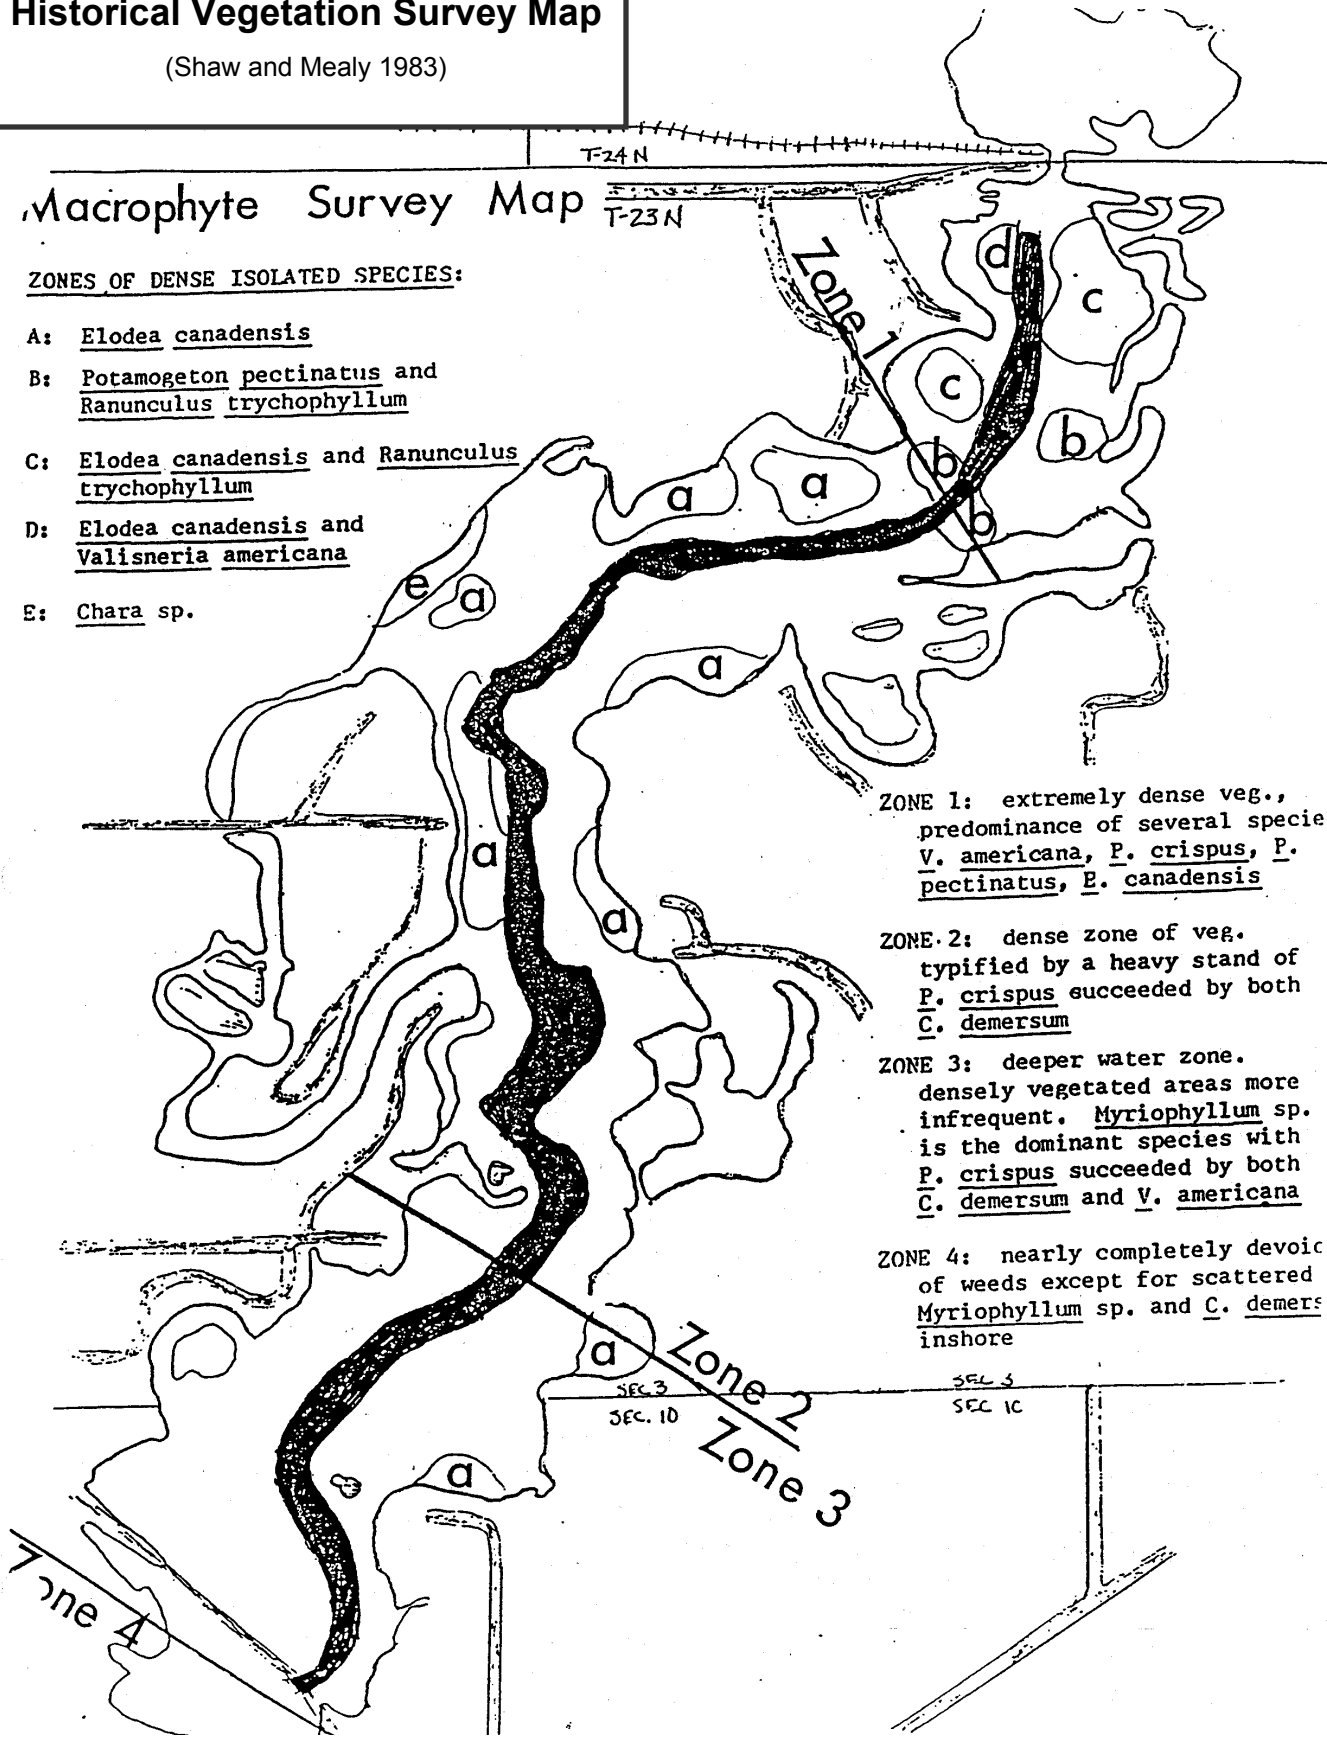 Historical Vegetation Survey Map
(Shaw and Mealy 1983)
T-24 N
Macrophyte Survey Map
T-23 N
ZONES OF DENSE ISOLATED SPECIES:
A: Elodea canadensis
B: Potamogeton pectinatus and
Ranunculus trychophyllum
C: Elodea canadensis and Ranunculus
trychophyllum
D: Elodea canadensis and
Valisneria americana
E: Chara sp.
Zone 1
d
c
c
b
b
b
a
a
e
a
a
a
a
ZONE 1: extremely dense veg.,
predominance of several specie
V. americana, P. crispus, P.
pectinatus, E. canadensis
ZONE 2: dense zone of veg.
typified by a heavy stand of
P. crispus succeeded by both
C. demersum
ZONE 3: deeper water zone.
densely vegetated areas more
infrequent. Myriophyllum sp.
is the dominant species with
P. crispus succeeded by both
C. demersum and V. americana
ZONE 4: nearly completely devoid
of weeds except for scattered
Myriophyllum sp. and C. demers
inshore
a
Zone 2
SEC 3
SEC. 10
SEC 3
SEC 1C
Zone 3
a
Zone 4